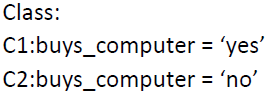 Class:
C1:buys_computer = ‘yes’
C2:buys_computer = ‘no’